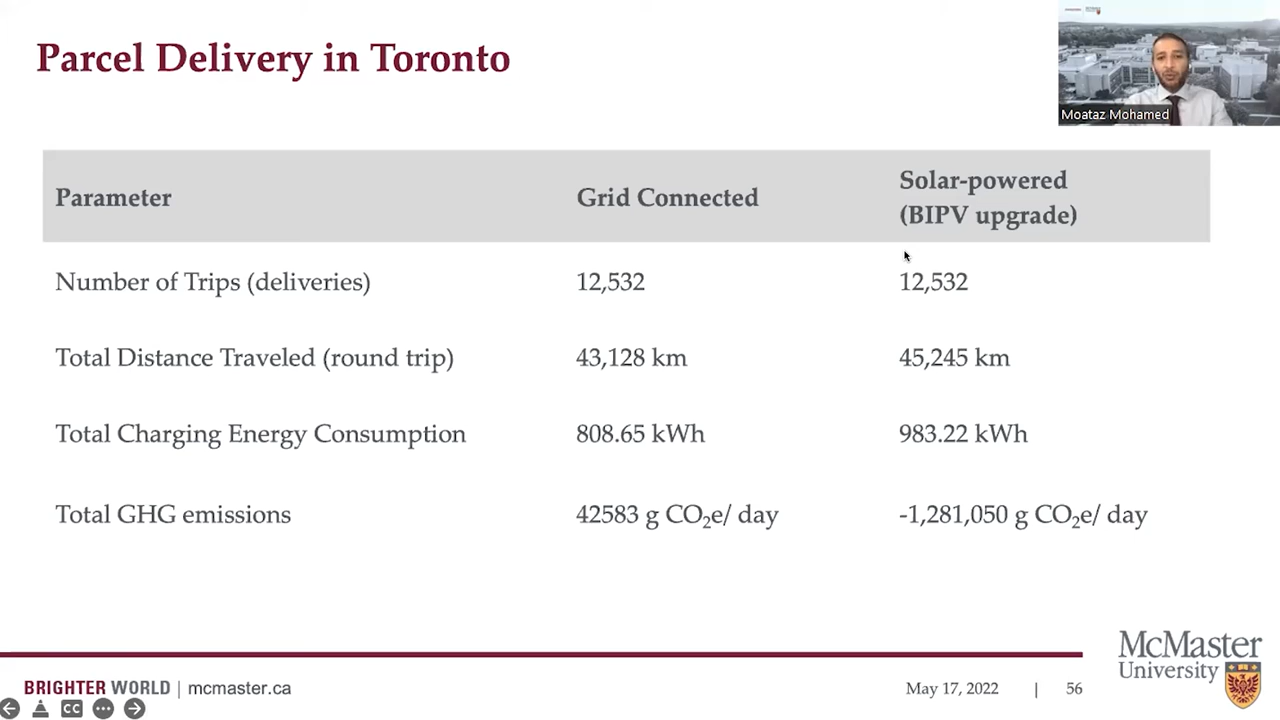 Parcel Delivery in Toronto
Moataz Mohamed
Parameter
Grid Connected
Solar-powered
(BIPV upgrade)
Number of Trips (deliveries)
12,532
12,532
Total Distance Traveled (round trip)
43,128 km
45,245 km
Total Charging Energy Consumption
808.65 kWh
983.22 kWh
Total GHG emissions
42583 g CO₂e/ day
-1,281,050 g CO₂e/ day
McMaster
University
BRIGHTER WORLD | mcmaster.ca
May 17, 2022 | 56
CC